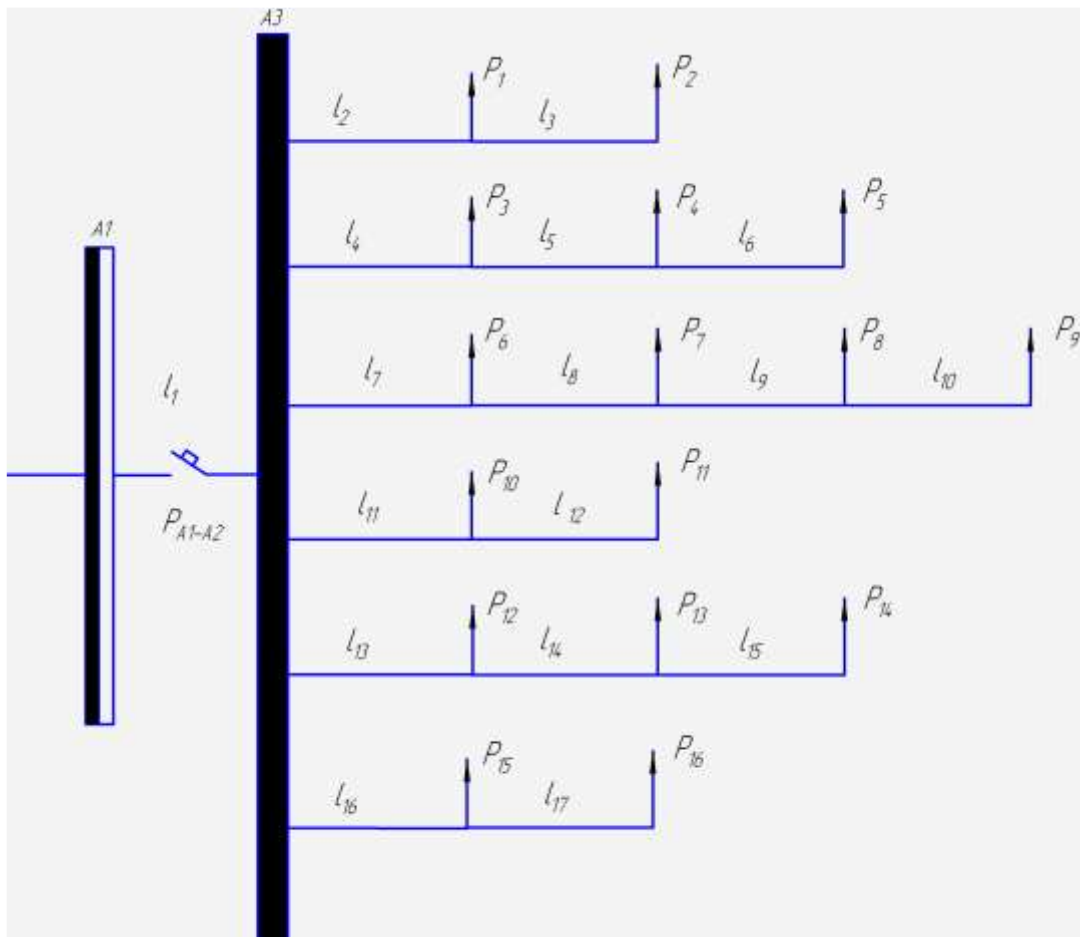 A3
P₁ P₂
l₂ l₃
P₃ P₄ P₅
A1
l₄ l₅ l₆
P₆ P₇ P₈ P₉
l₁ l₇ l₈ l₉ l₁₀
P₁₀ P₁₁
P_A1-A2 l₁₁ l₁₂
P₁₂ P₁₃ P₁₄
l₁₃ l₁₄ l₁₅
P₁₅ P₁₆
l₁₆ l₁₇